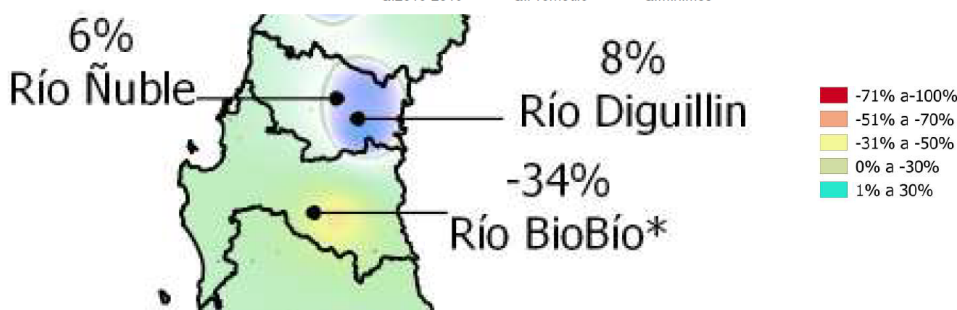 6%
Río Ñuble
8%
Río Diguillin
-34%
Río BioBío*
-71% a-100%
-51% a -70%
-31% a -50%
0% a -30%
1% a 30%